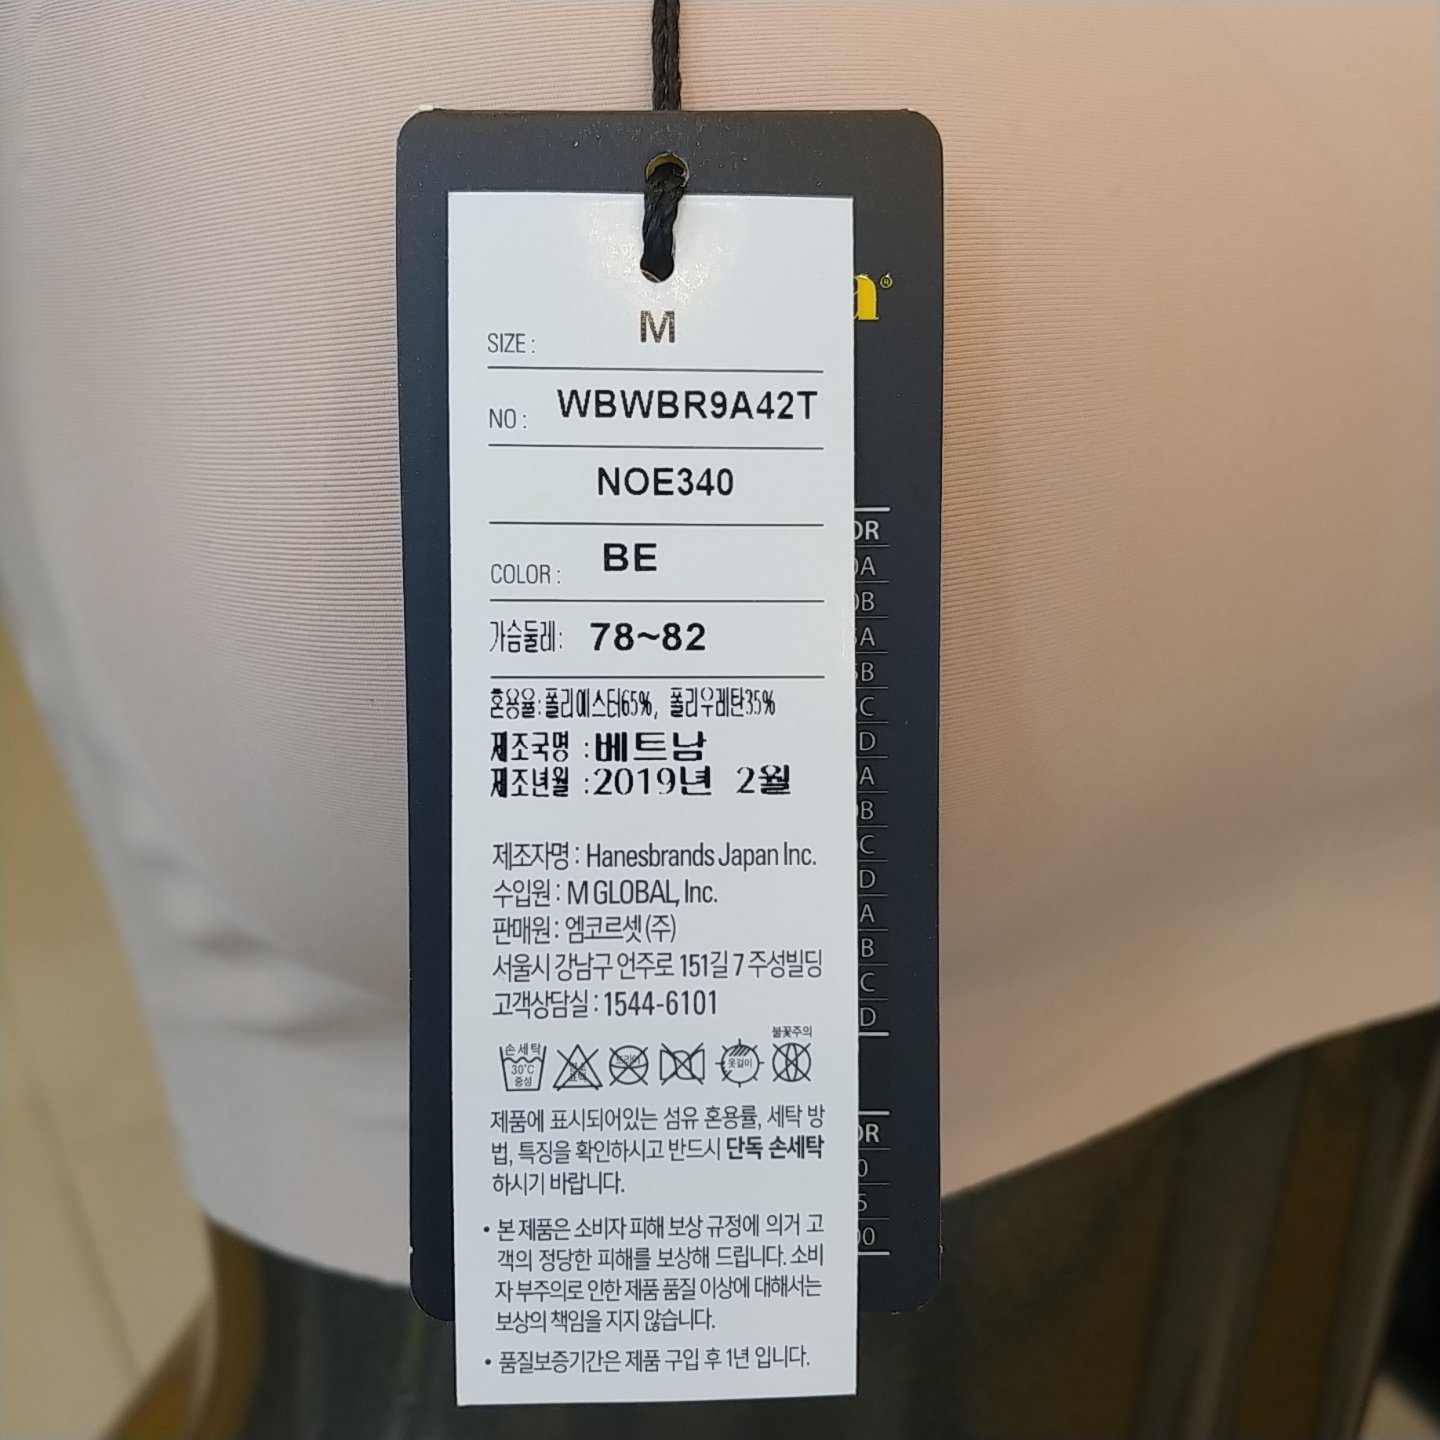 SIZE : M
NO : WBWBR9A42T
NOE340
COLOR : BE
가슴둘레: 78~82
혼용율:폴리에스터65%, 폴리우레탄35%
제조국명 :베트남
제조년월 :2019년 2월
제조자명 : Hanesbrands Japan Inc.
수입원 : M GLOBAL, Inc.
판매원 : 엠코르셋(주)
서울시 강남구 언주로 151길 7 주성빌딩
고객상담실 : 1544-6101
불꽃주의
손세탁
30℃
중성
드라이
옷걸이
제품에 표시되어있는 섬유 혼용률, 세탁 방
법, 특징을 확인하시고 반드시 단독 손세탁
하시기 바랍니다.
• 본 제품은 소비자 피해 보상 규정에 의거 고
객의 정당한 피해를 보상해 드립니다. 소비
자 부주의로 인한 제품 품질 이상에 대해서는
보상의 책임을 지지 않습니다.
• 품질보증기간은 제품 구입 후 1년 입니다.
a®
OR
A
B
A
B
C
D
A
B
C
D
A
B
C
D
OR
0
5
00